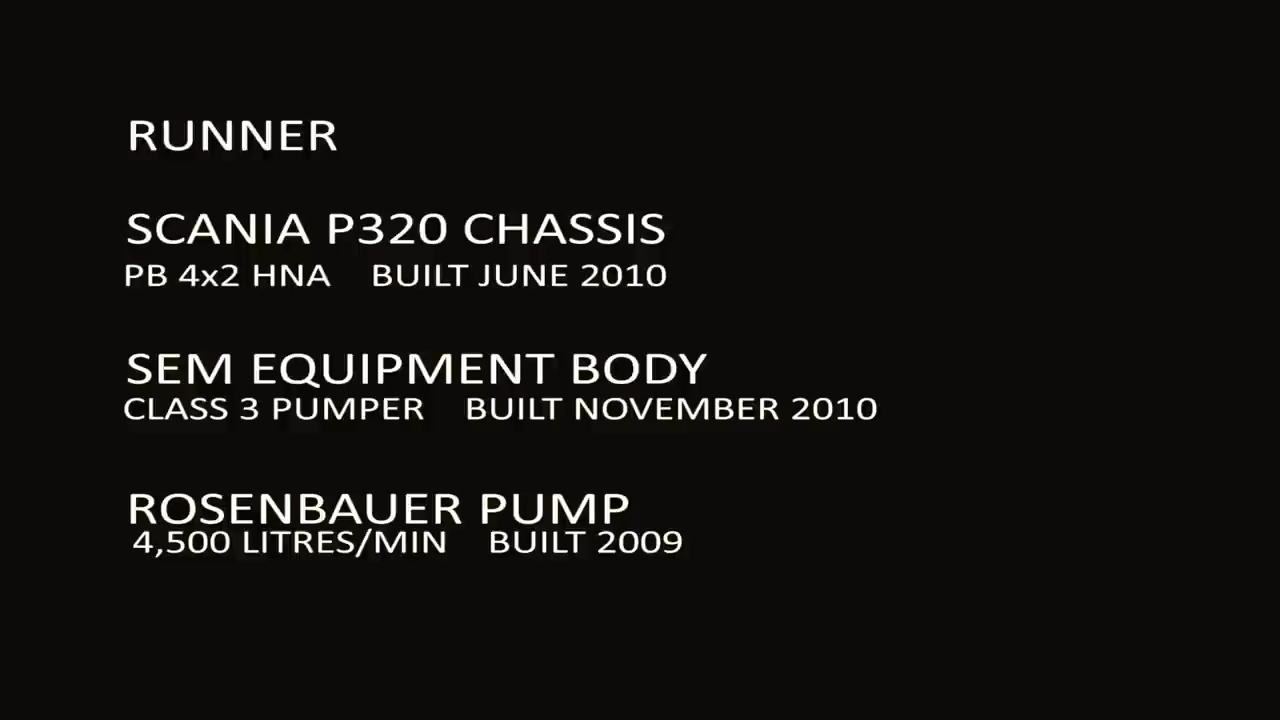 RUNNER
SCANIA P320 CHASSIS
PB 4x2 HNA BUILT JUNE 2010
SEM EQUIPMENT BODY
CLASS 3 PUMPER BUILT NOVEMBER 2010
ROSENBAUER PUMP
4,500 LITRES/MIN BUILT 2009